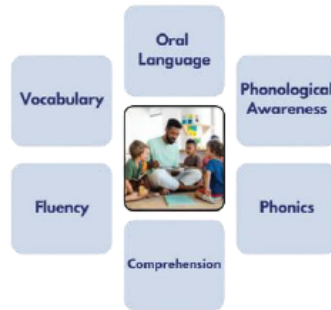 Oral
Language
Phonological
Awareness
Phonics
Comprehension
Fluency
Vocabulary